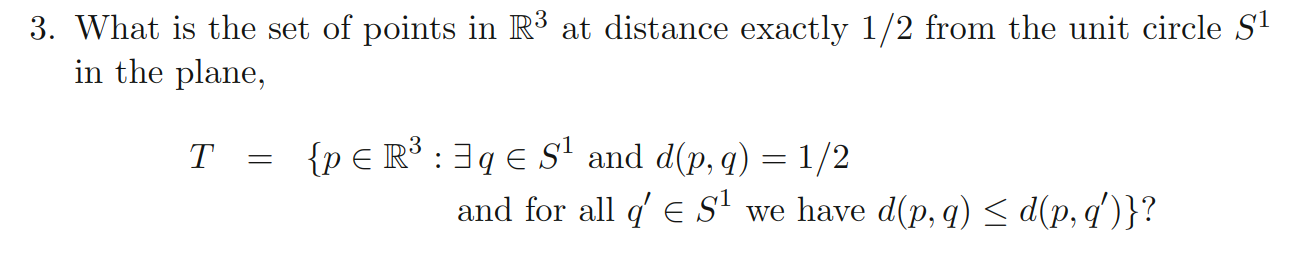 3. What is the set of points in ℝ³ at distance exactly 1/2 from the unit circle S¹
in the plane,
T = {p ∈ ℝ³ : ∃ q ∈ S¹ and d(p, q) = 1/2
and for all q′ ∈ S¹ we have d(p, q) ≤ d(p, q′)}?